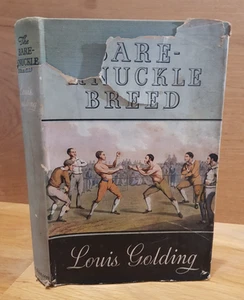 The
BARE-
KNUCKLE
BARE-
KNUCKLE
BREED
Louis Golding